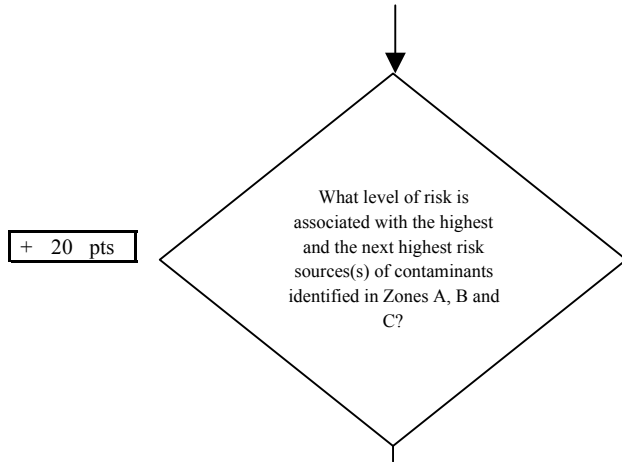 What level of risk is
associated with the highest
and the next highest risk
sources(s) of contaminants
identified in Zones A, B and
C?
+ 20 pts